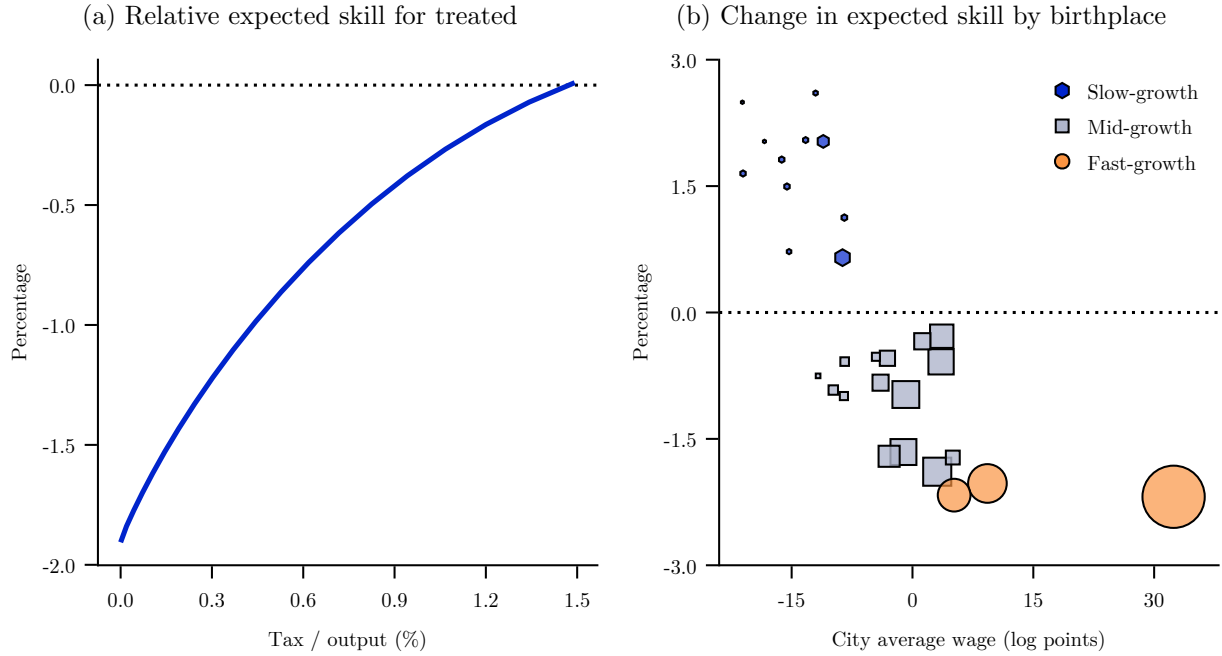 (a) Relative expected skill for treated
0.0
-0.5
-1.0
-1.5
-2.0
Percentage
0.0 0.3 0.6 0.9 1.2 1.5
Tax / output (%)
(b) Change in expected skill by birthplace
3.0
1.5
0.0
-1.5
-3.0
Percentage
Slow-growth
Mid-growth
Fast-growth
-15 0 15 30
City average wage (log points)